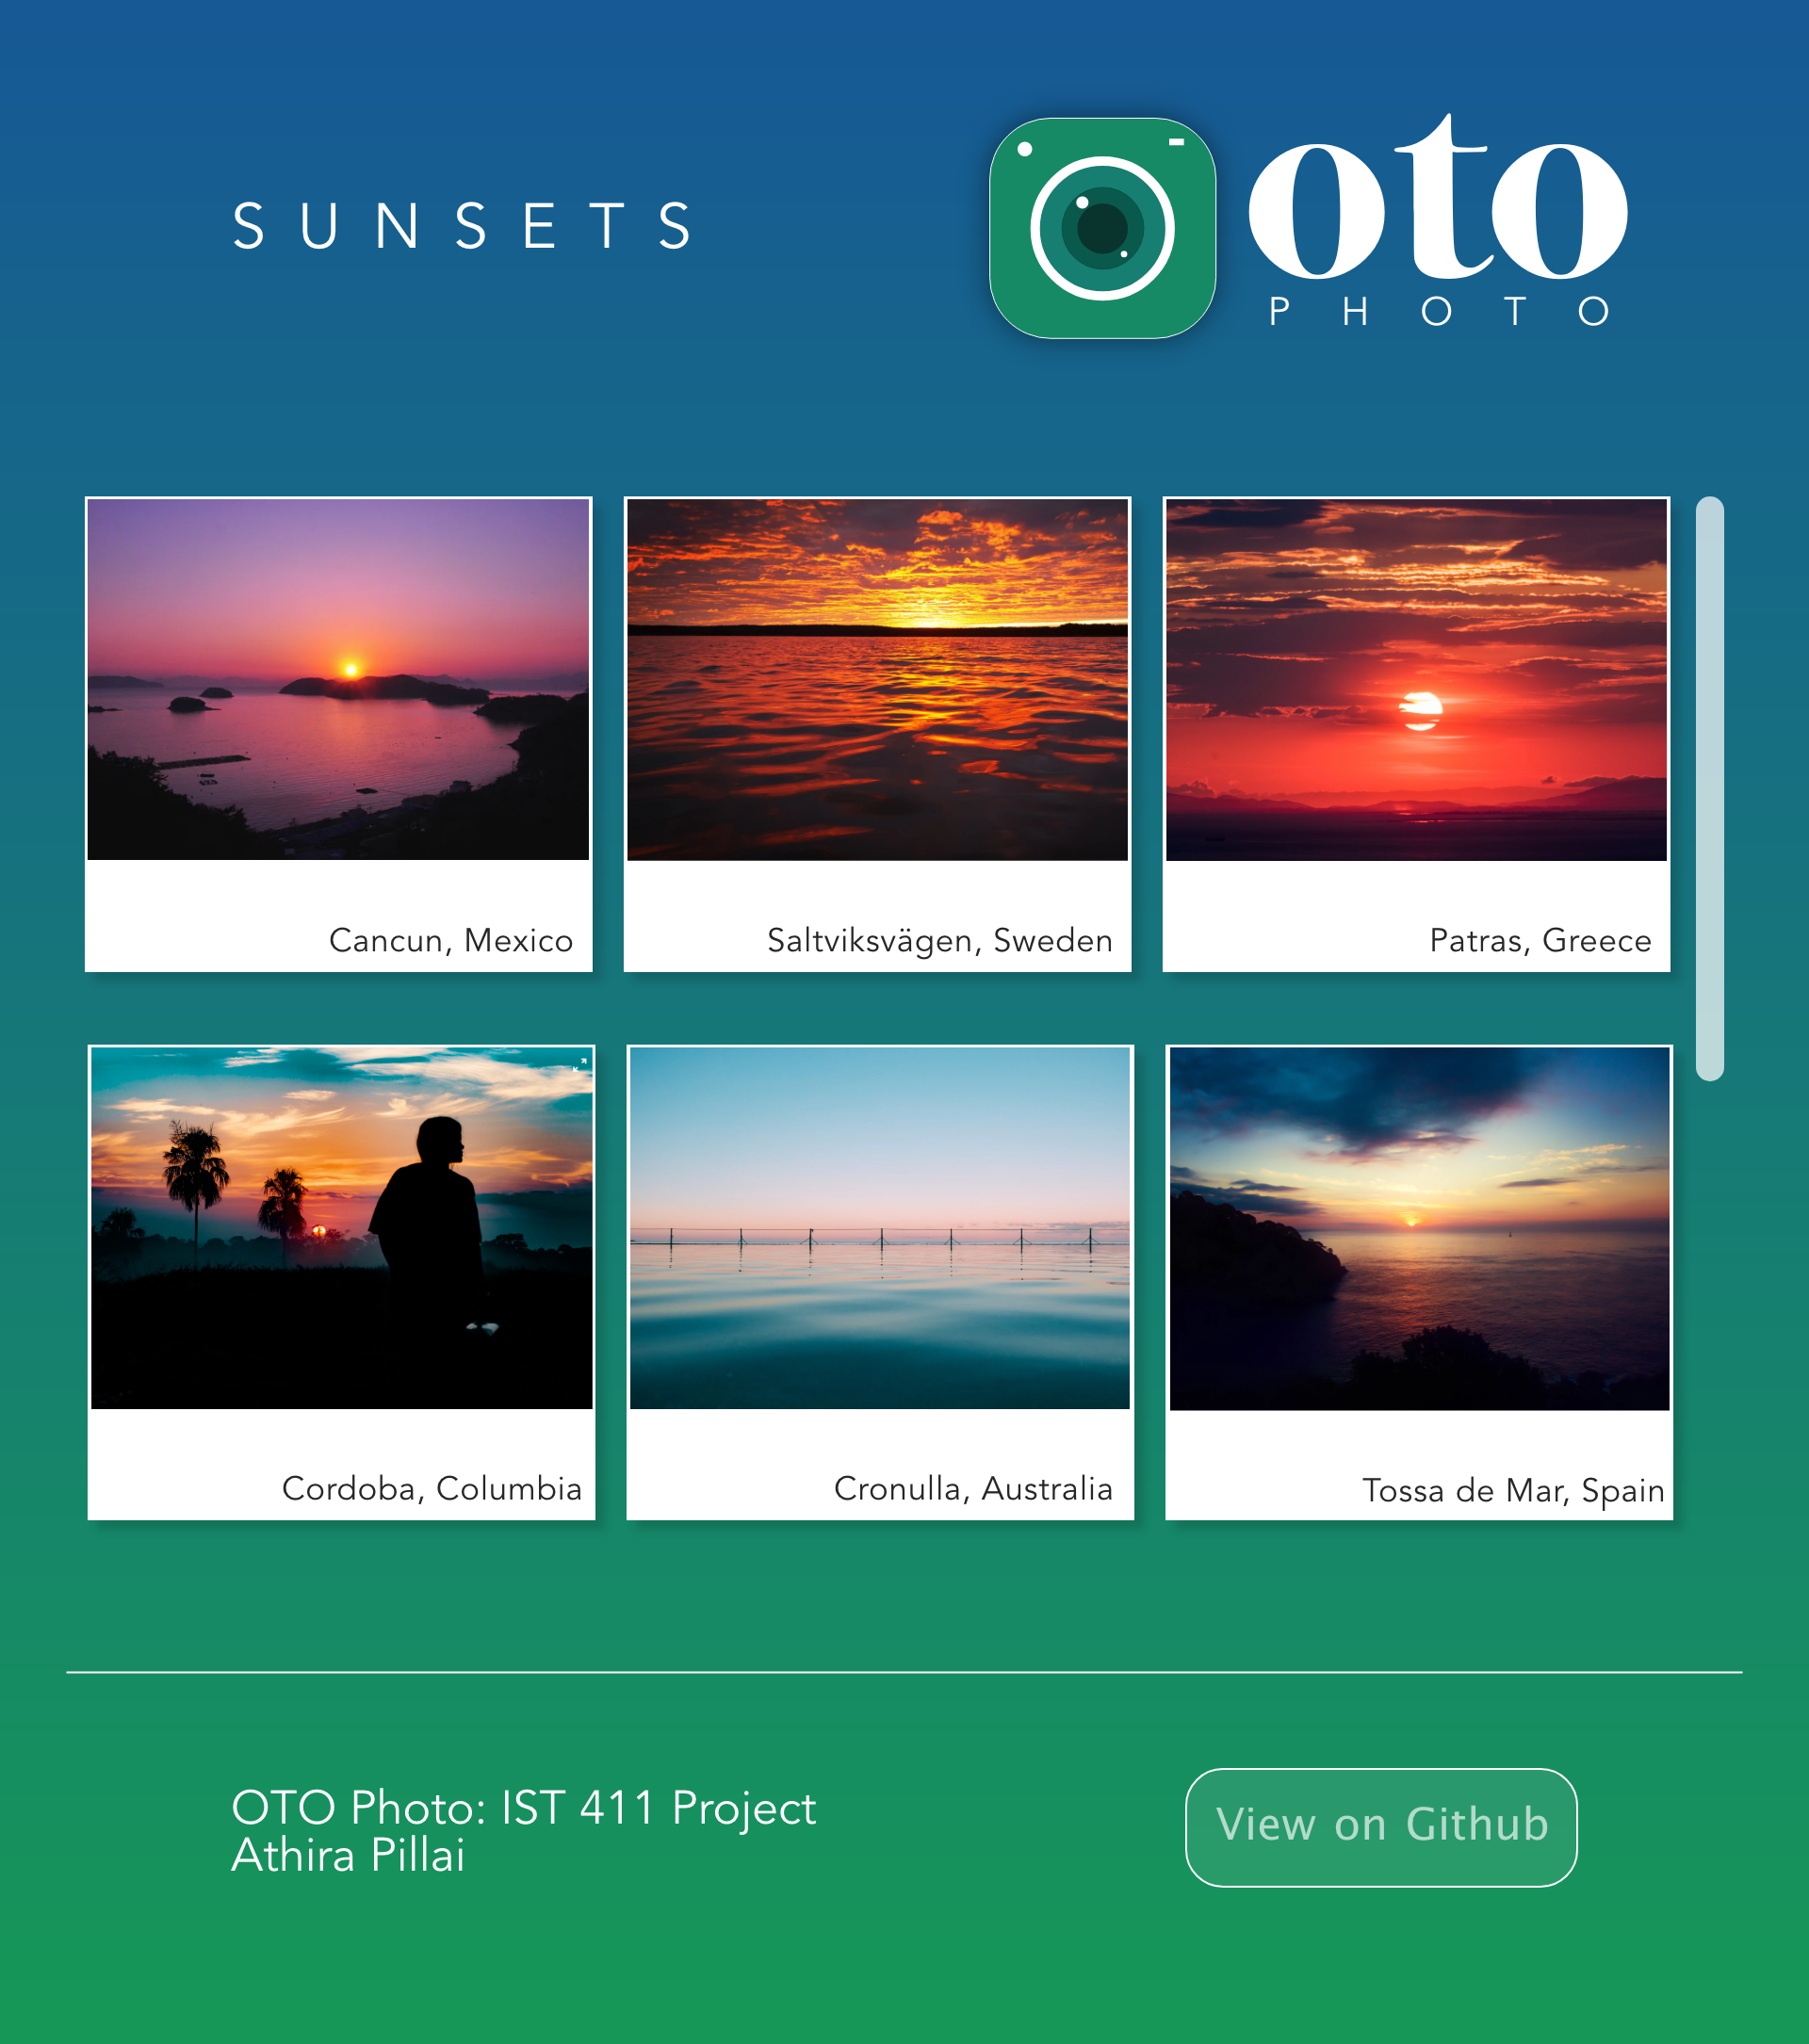 SUNSETS
oto
PHOTO
Cancun, Mexico
Saltviksvägen, Sweden
Patras, Greece
Cordoba, Columbia
Cronulla, Australia
Tossa de Mar, Spain
OTO Photo: IST 411 Project
Athira Pillai
View on Github